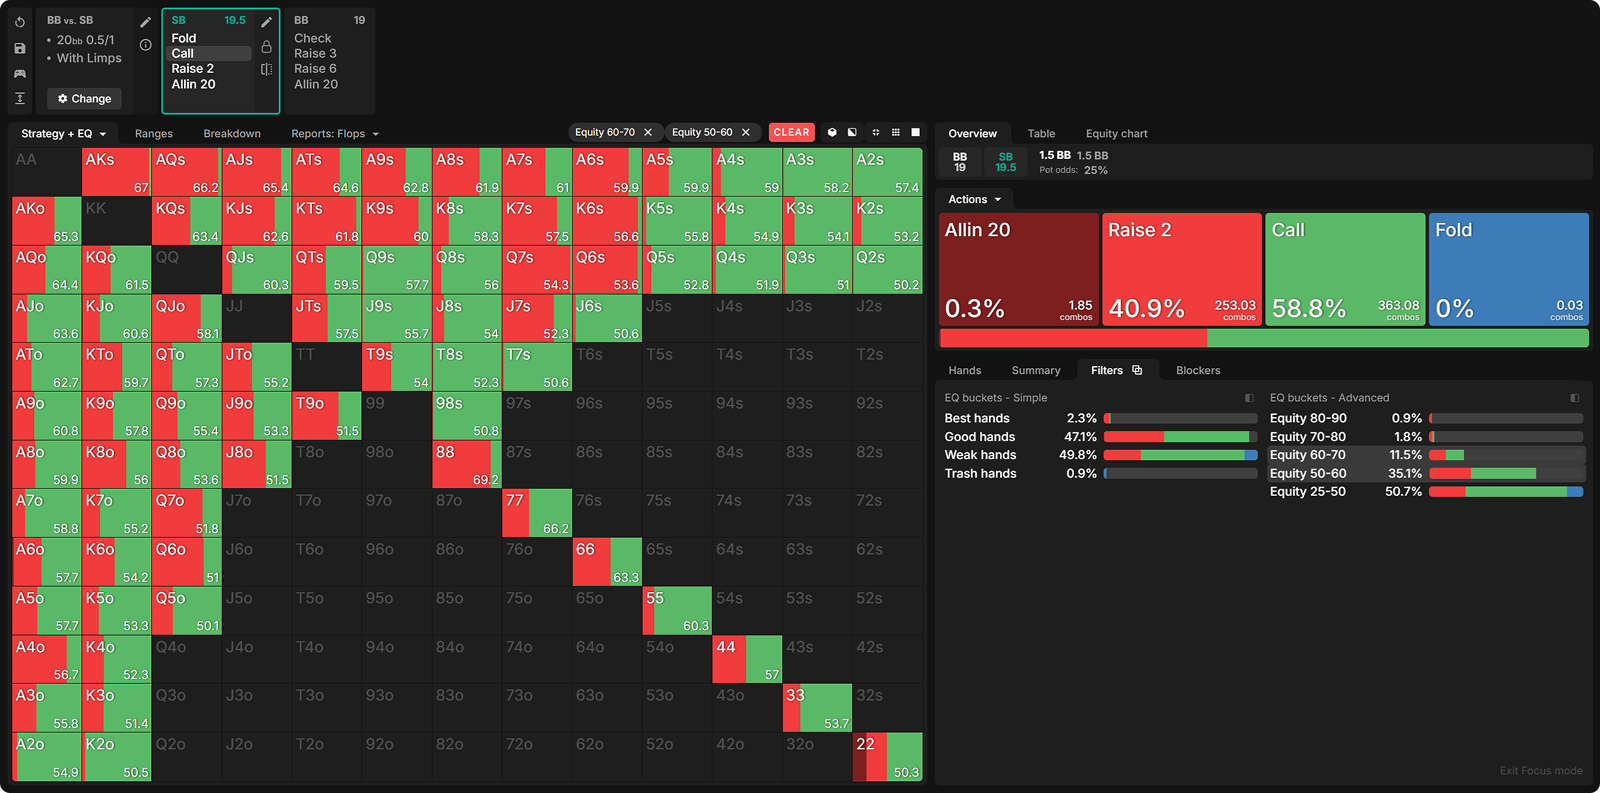 BB vs. SB
• 20bb 0.5/1
• With Limps
Change
SB 19.5
Fold
Call
Raise 2
Allin 20
BB 19
Check
Raise 3
Raise 6
Allin 20
Strategy + EQ Ranges Breakdown Reports: Flops Equity 60-70 Equity 50-60 CLEAR
AA AKs 67 AQs 66.2 AJs 65.4 ATs 64.6 A9s 62.8 A8s 61.9 A7s 61 A6s 59.9 A5s 59.9 A4s 59 A3s 58.2 A2s 57.4
AKo 65.3 KK KQs 63.4 KJs 62.6 KTs 61.8 K9s 60 K8s 58.3 K7s 57.5 K6s 56.6 K5s 55.8 K4s 54.9 K3s 54.1 K2s 53.2
AQo 64.4 KQo 61.5 QQ QJs 60.3 QTs 59.5 Q9s 57.7 Q8s 56 Q7s 54.3 Q6s 53.6 Q5s 52.8 Q4s 51.9 Q3s 51 Q2s 50.2
AJo 63.6 KJo 60.6 QJo 58.1 JJ JTs 57.5 J9s 55.7 J8s 54 J7s 52.3 J6s 50.6 J5s J4s J3s J2s
ATo 62.7 KTo 59.7 QTo 57.3 JTo 55.2 TT T9s 54 T8s 52.3 T7s 50.6 T6s T5s T4s T3s T2s
A9o 60.8 K9o 57.8 Q9o 55.4 J9o 53.3 T9o 51.5 99 98s 50.8 97s 96s 95s 94s 93s 92s
A8o 59.9 K8o 56 Q8o 53.6 J8o 51.5 T8o 98o 88 69.2 87s 86s 85s 84s 83s 82s
A7o 58.8 K7o 55.2 Q7o 51.8 J7o T7o 97o 87o 77 66.2 76s 75s 74s 73s 72s
A6o 57.7 K6o 54.2 Q6o 51 J6o T6o 96o 86o 76o 66 63.3 65s 64s 63s 62s
A5o 57.7 K5o 53.3 Q5o 50.1 J5o T5o 95o 85o 75o 65o 55 60.3 54s 53s 52s
A4o 56.7 K4o 52.3 Q4o J4o T4o 94o 84o 74o 64o 54o 44 57 43s 42s
A3o 55.8 K3o 51.4 Q3o J3o T3o 93o 83o 73o 63o 53o 43o 33 53.7 32s
A2o 54.9 K2o 50.5 Q2o J2o T2o 92o 82o 72o 62o 52o 42o 32o 22 50.3
Overview Table Equity chart
BB 19 SB 19.5 1.5 BB 1.5 BB
Pot odds: 25%
Actions
Allin 20 0.3% 1.85 combos
Raise 2 40.9% 253.03 combos
Call 58.8% 363.08 combos
Fold 0% 0.03 combos
Hands Summary Filters Blockers
EQ buckets - Simple
Best hands 2.3%
Good hands 47.1%
Weak hands 49.8%
Trash hands 0.9%
EQ buckets - Advanced
Equity 80-90 0.9%
Equity 70-80 1.8%
Equity 60-70 11.5%
Equity 50-60 35.1%
Equity 25-50 50.7%
Exit Focus mode